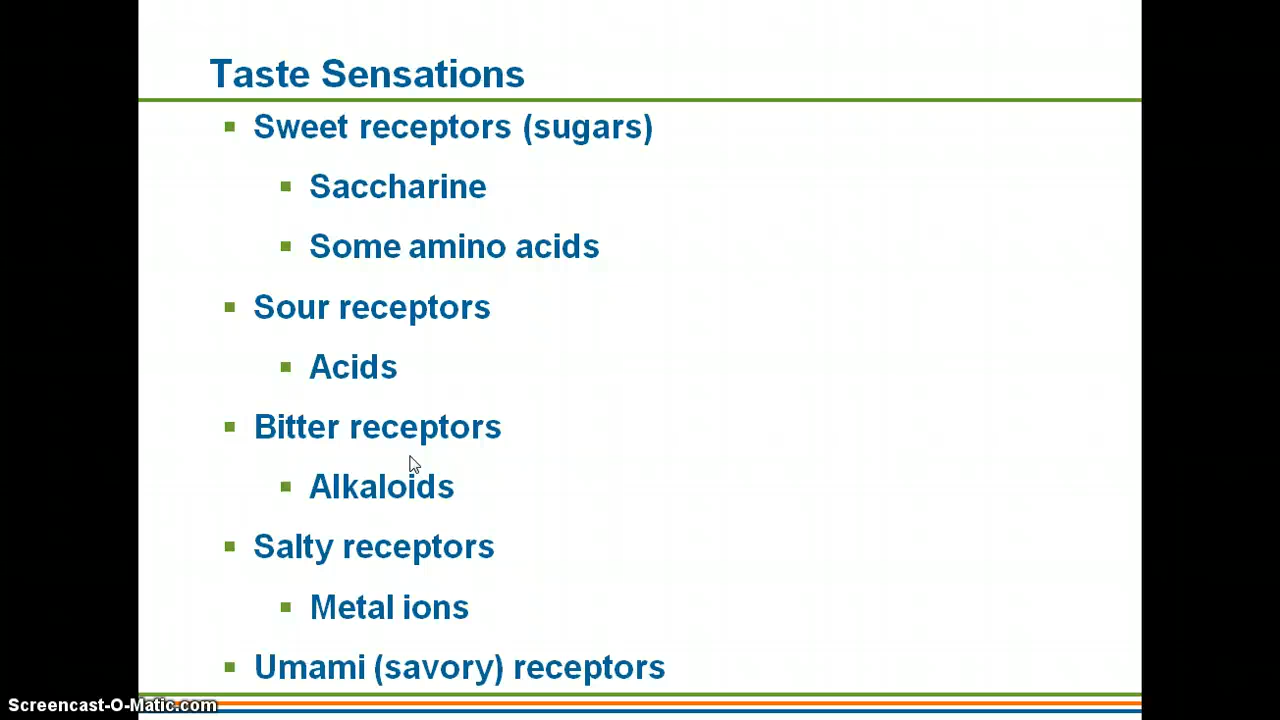 Taste Sensations
Sweet receptors (sugars)
Saccharine
Some amino acids
Sour receptors
Acids
Bitter receptors
Alkaloids
Salty receptors
Metal ions
Umami (savory) receptors
Screencast-O-Matic.com